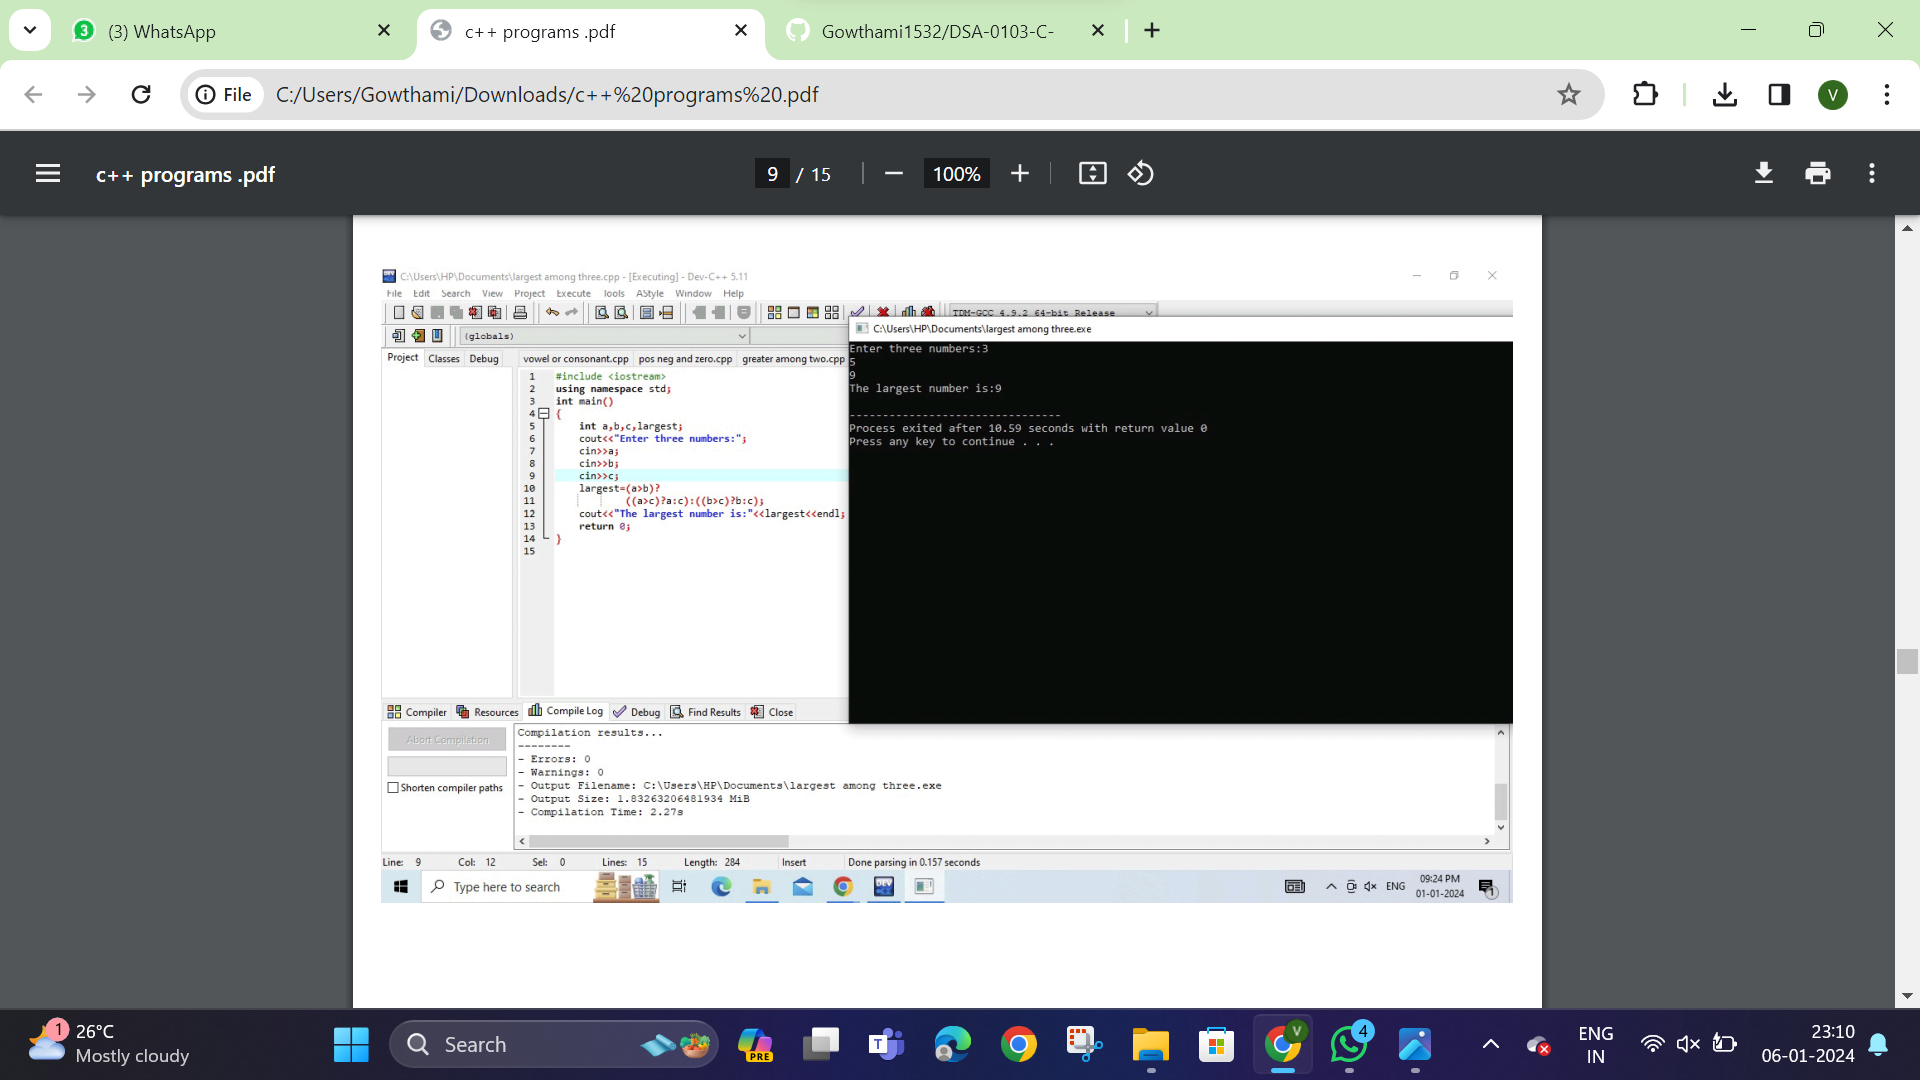 (3) WhatsApp
c++ programs .pdf
Gowthami1532/DSA-0103-C-
File
C:/Users/Gowthami/Downloads/c++%20programs%20.pdf
V
c++ programs .pdf
9 / 15
100%
C:\Users\HP\Documents\largest among three.cpp - [Executing] - Dev-C++ 5.11
File Edit Search View Project Execute Tools AStyle Window Help
TDM-GCC 4.9.2 64-bit Release
(globals)
C:\Users\HP\Documents\largest among three.exe
Project Classes Debug
vowel or consonant.cpp pos neg and zero.cpp greater among two.cpp
1 #include <iostream>
2 using namespace std;
3 int main()
4 {
5 int a,b,c,largest;
6 cout<<"Enter three numbers:";
7 cin>>a;
8 cin>>b;
9 cin>>c;
10 largest=(a>b)?
11 ((a>c)?a:c):((b>c)?b:c);
12 cout<<"The largest number is:"<<largest<<endl;
13 return 0;
14 }
15
Enter three numbers:3
5
9
The largest number is:9
--------------------------------
Process exited after 10.59 seconds with return value 0
Press any key to continue . . .
Compiler Resources Compile Log Debug Find Results Close
Abort Compilation
Shorten compiler paths
Compilation results...
--------
- Errors: 0
- Warnings: 0
- Output Filename: C:\Users\HP\Documents\largest among three.exe
- Output Size: 1.83263206481934 MiB
- Compilation Time: 2.27s
Line: 9 Col: 12 Sel: 0 Lines: 15 Length: 284 Insert Done parsing in 0.157 seconds
Type here to search
DEV
ENG
09:24 PM
01-01-2024
1
1
26°C
Mostly cloudy
Search
PRE
T
V
4
ENG
IN
23:10
06-01-2024